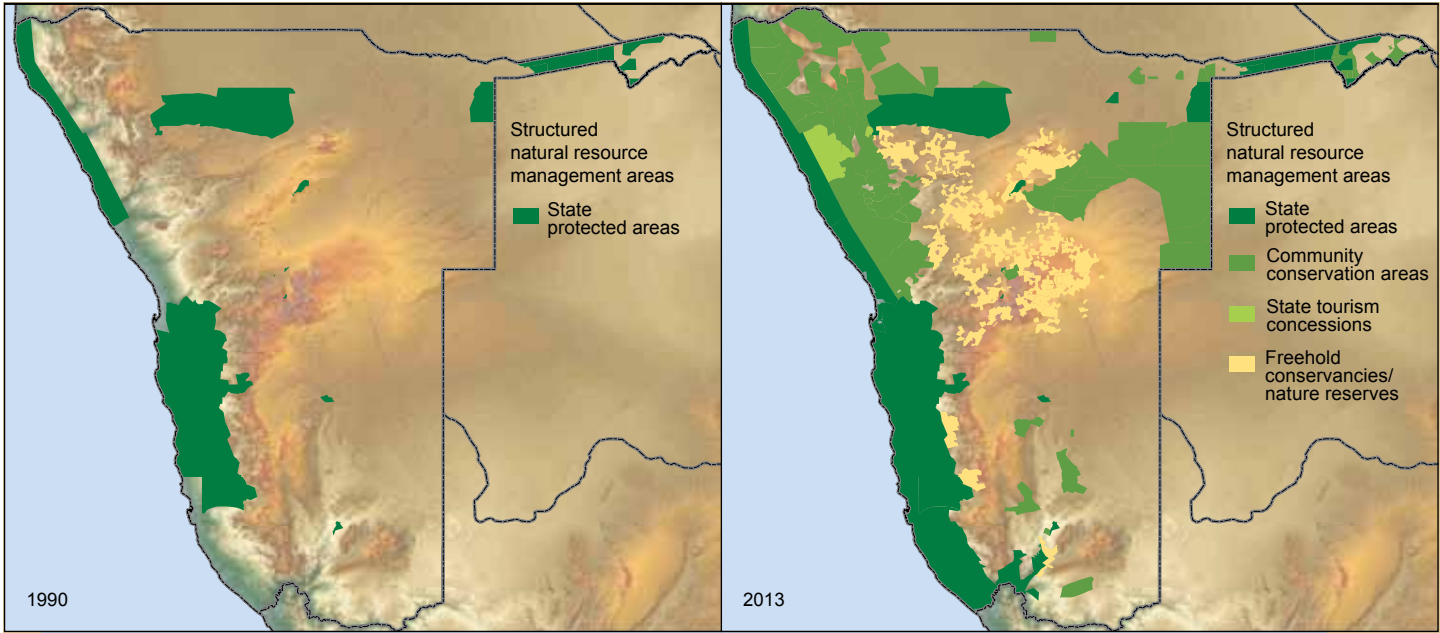 Structured
natural resource
management areas
State
protected areas
1990
Structured
natural resource
management areas
State
protected areas
Community
conservation areas
State tourism
concessions
Freehold
conservancies/
nature reserves
2013